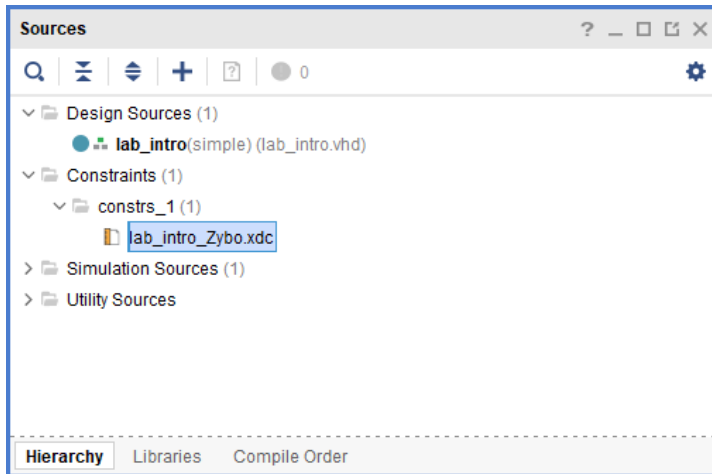 Sources
0
Design Sources (1)
lab_intro(simple) (lab_intro.vhd)
Constraints (1)
constrs_1 (1)
lab_intro_Zybo.xdc
Simulation Sources (1)
Utility Sources
Hierarchy Libraries Compile Order